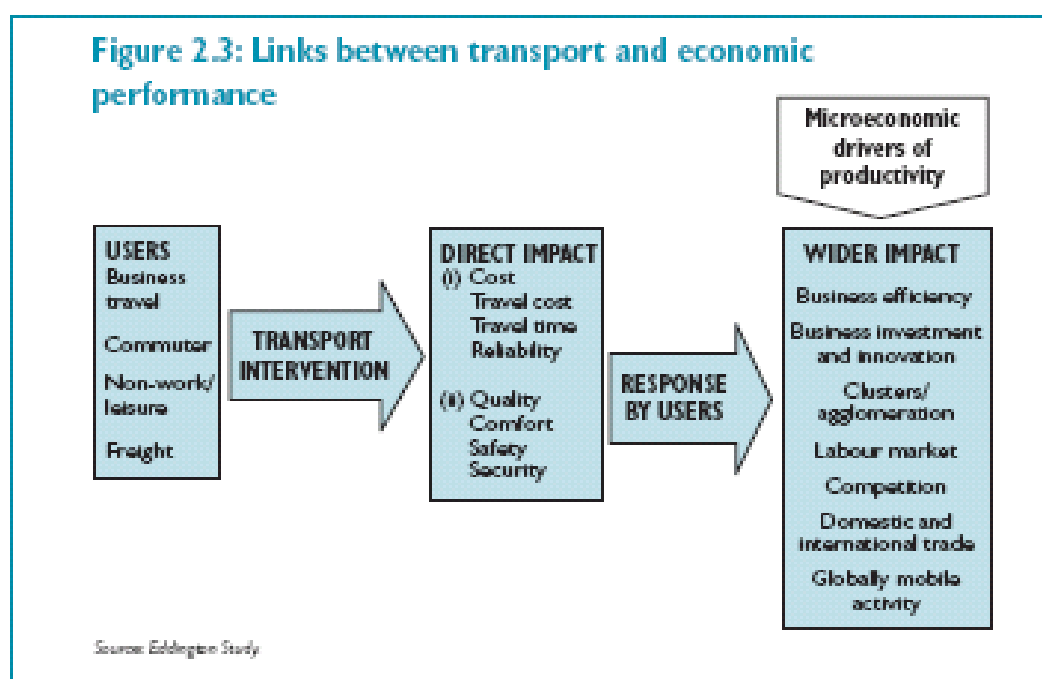 Figure 2.3: Links between transport and economic
performance
Microeconomic
drivers of
productivity
USERS
Business
travel
Commuter
Non-work/
leisure
Freight
TRANSPORT
INTERVENTION
DIRECT IMPACT
(i) Cost
Travel cost
Travel time
Reliability
(ii) Quality
Comfort
Safety
Security
RESPONSE
BY USERS
WIDER IMPACT
Business efficiency
Business investment
and innovation
Clusters/
agglomeration
Labour market
Competition
Domestic and
international trade
Globally mobile
activity
Source: Eddington Study